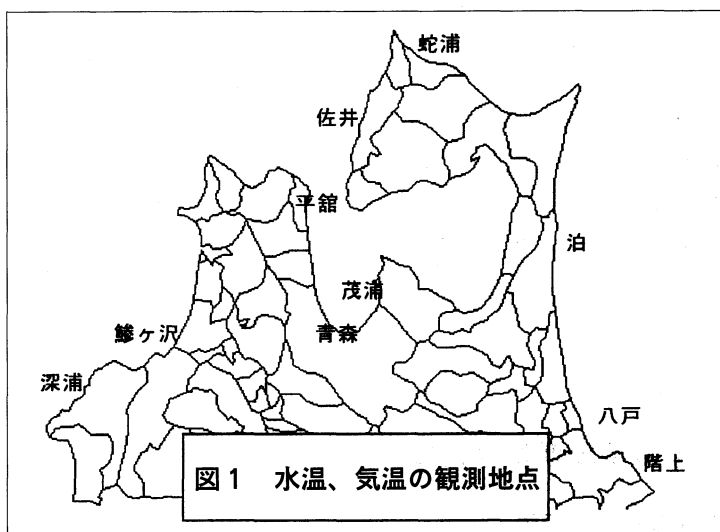 蛇浦
佐井
平舘
泊
茂浦
鰺ヶ沢
青森
深浦
八戸
階上
図1 水温、気温の観測地点